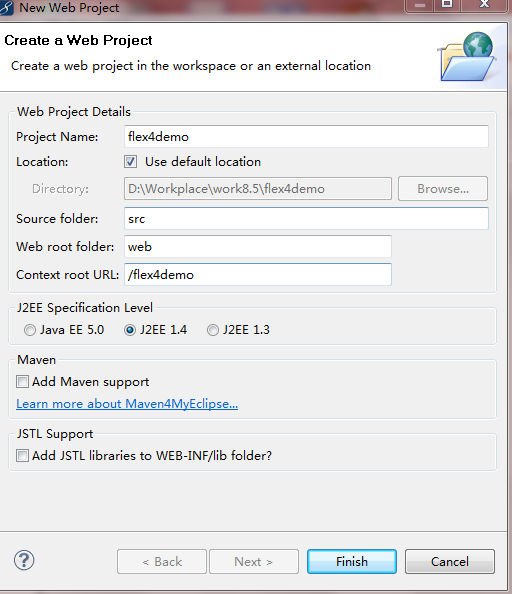 New Web Project
Create a Web Project
Create a web project in the workspace or an external location
Web Project Details
Project Name: flex4demo
Location: Use default location
Directory: D:\Workplace\work8.5\flex4demo Browse...
Source folder: src
Web root folder: web
Context root URL: /flex4demo
J2EE Specification Level
Java EE 5.0 J2EE 1.4 J2EE 1.3
Maven
Add Maven support
Learn more about Maven4MyEclipse...
JSTL Support
Add JSTL libraries to WEB-INF/lib folder?
? < Back Next > Finish Cancel